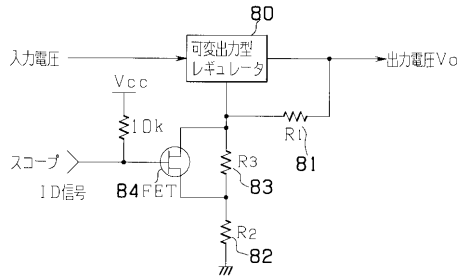 80
可変出力型
レギュレータ
入力電圧
出力電圧Vo
Vcc
10k
R1
81
スコープ
ID信号
84 FET
R3
83
R2
82